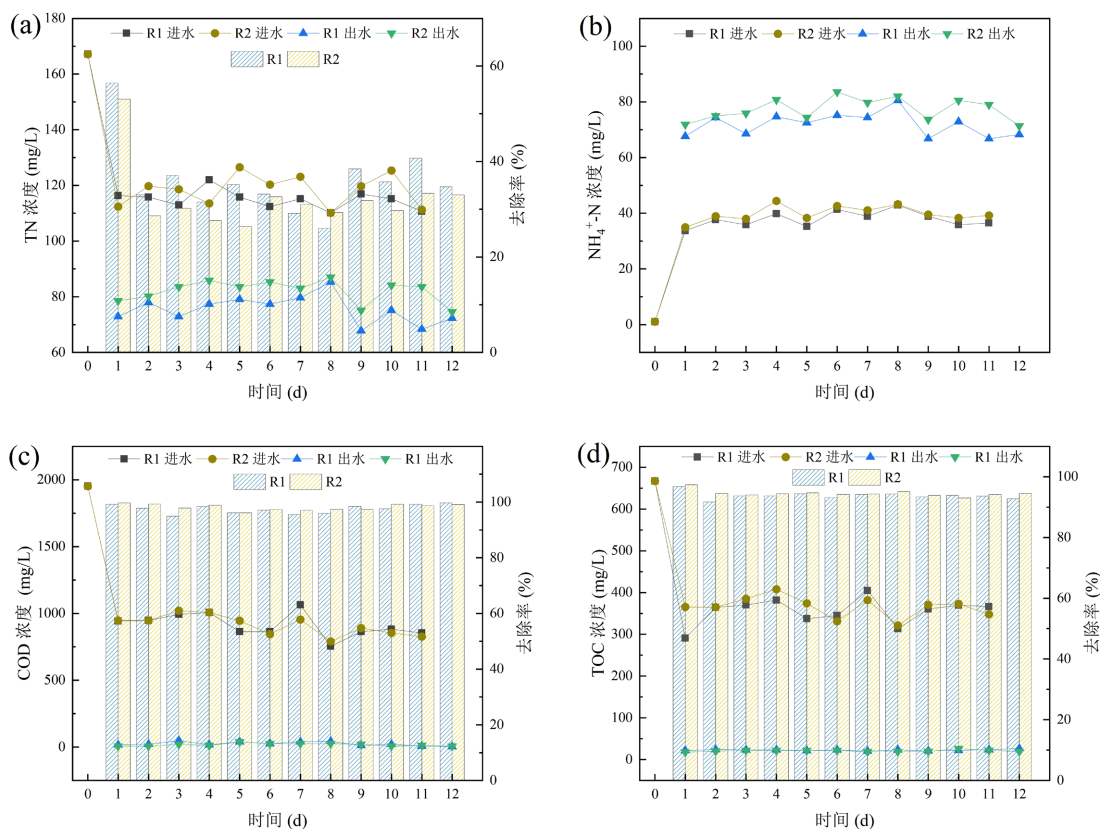 (a)
R1 进水 R2 进水 R1 出水 R2 出水
R1 R2
TN 浓度 (mg/L)
180
160
140
120
100
80
60
去除率 (%)
60
40
20
0
0 1 2 3 4 5 6 7 8 9 10 11 12
时间 (d)
(b)
R1 进水 R2 进水 R1 出水 R2 出水
NH₄⁺-N 浓度 (mg/L)
100
80
60
40
20
0
0 1 2 3 4 5 6 7 8 9 10 11 12
时间 (d)
(c)
R1 进水 R2 进水 R1 出水 R1 出水
R1 R2
COD 浓度 (mg/L)
2000
1500
1000
500
0
去除率 (%)
100
80
60
40
20
0
0 1 2 3 4 5 6 7 8 9 10 11 12
时间 (d)
(d)
R1 进水 R2 进水 R1 出水 R1 出水
R1 R2
TOC 浓度 (mg/L)
700
600
500
400
300
200
100
0
去除率 (%)
100
80
60
40
20
0
0 1 2 3 4 5 6 7 8 9 10 11 12
时间 (d)